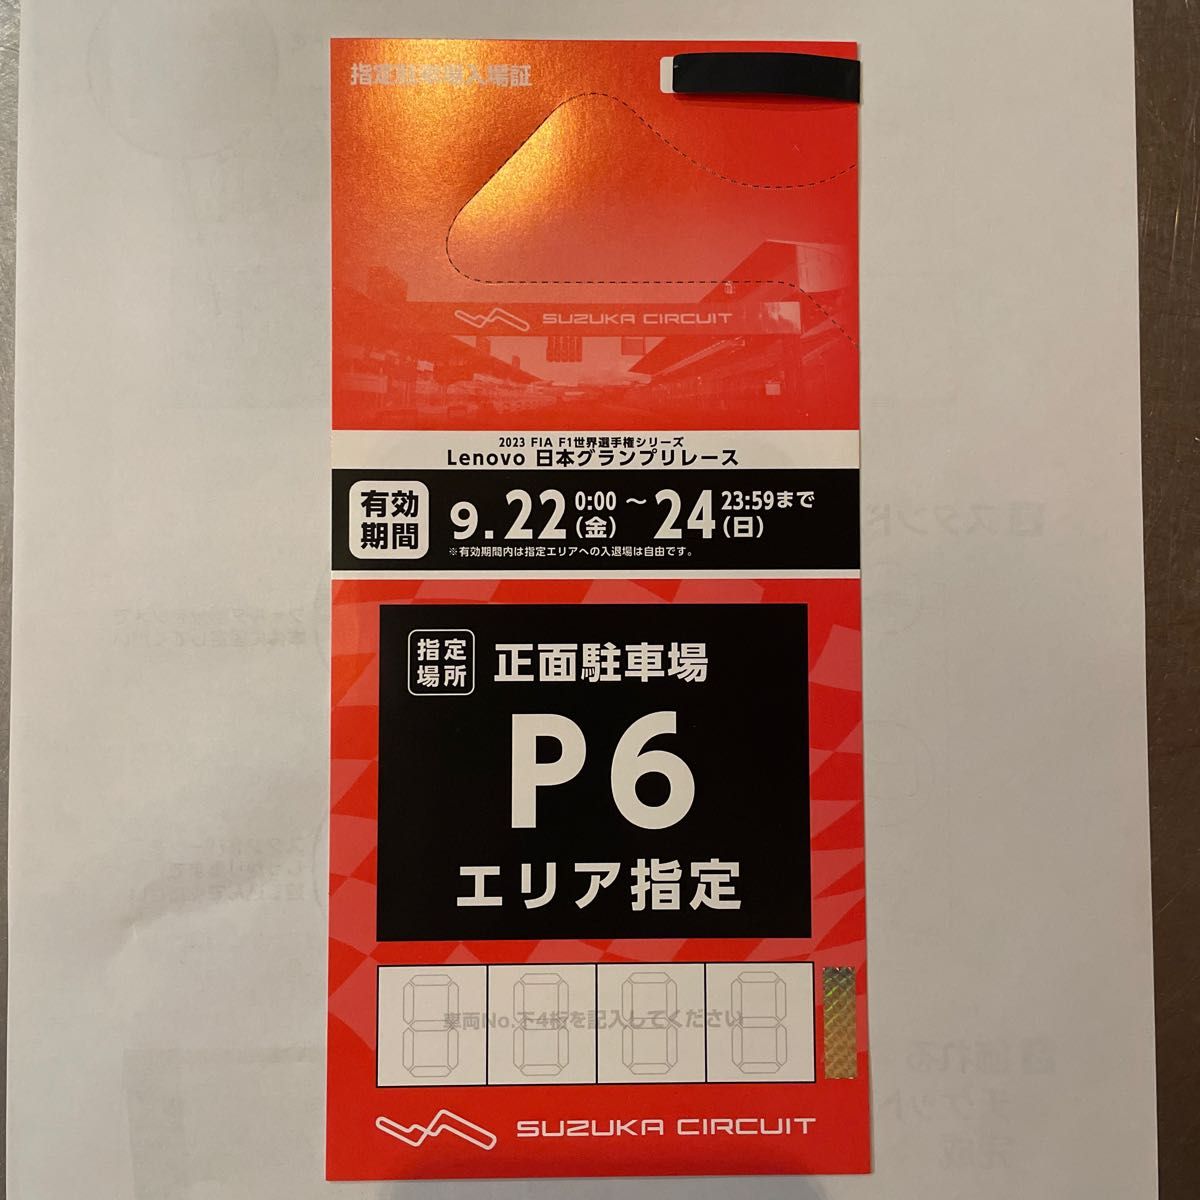 指定駐車場入場証
SUZUKA CIRCUIT
2023 FIA F1世界選手権シリーズ
Lenovo 日本グランプリレース
有効期間 9.22(金) 0:00 ～ 24(日) 23:59まで
※有効期間内は指定エリアへの入退場は自由です。
指定場所 正面駐車場
P6
エリア指定
車両No.下4桁を記入してください
SUZUKA CIRCUIT